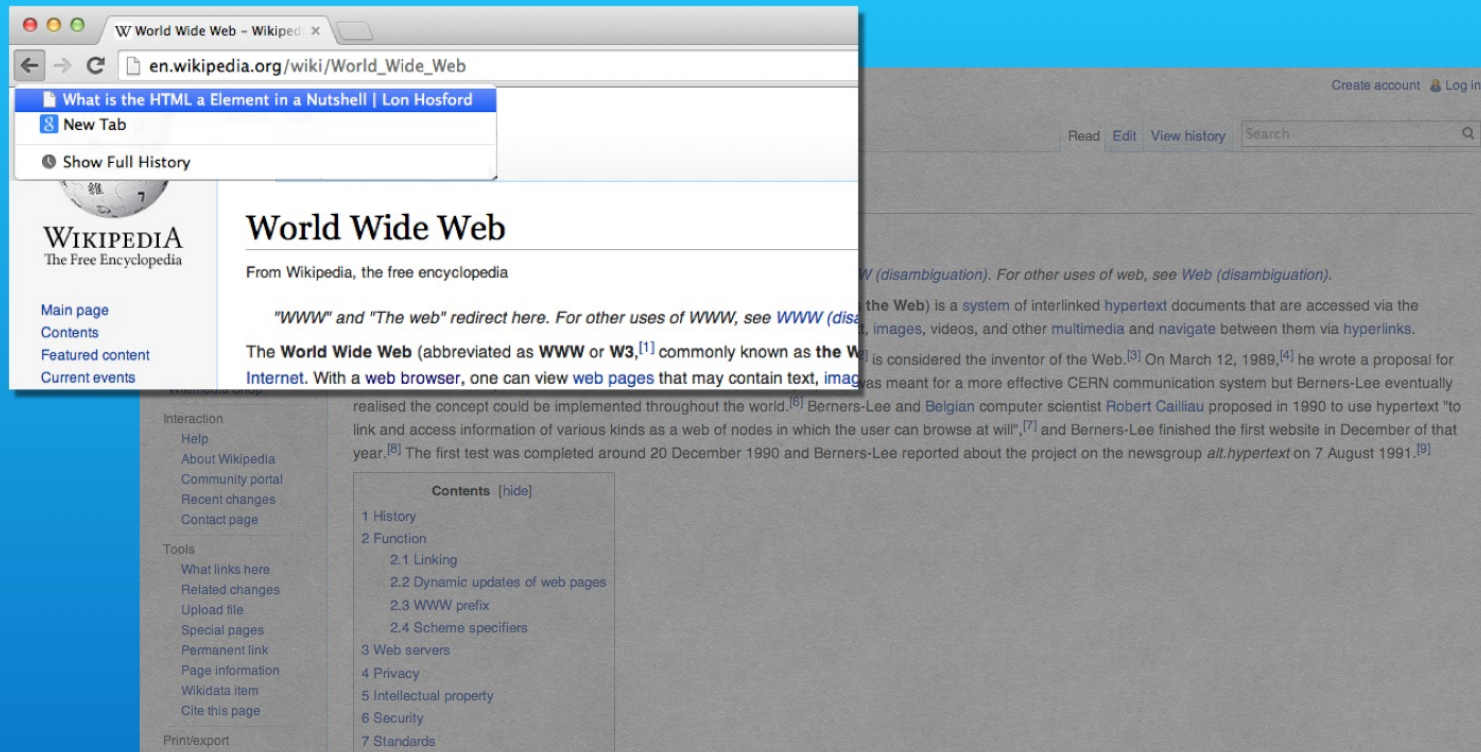 World Wide Web – Wikiped
en.wikipedia.org/wiki/World_Wide_Web
What is the HTML a Element in a Nutshell | Lon Hosford
New Tab
Show Full History
WIKIPEDIA
The Free Encyclopedia
Main page
Contents
Featured content
Current events
World Wide Web
From Wikipedia, the free encyclopedia
"WWW" and "The web" redirect here. For other uses of WWW, see WWW (disa
The World Wide Web (abbreviated as WWW or W3,[1] commonly known as the W
Internet. With a web browser, one can view web pages that may contain text, imag
Create account Log in
Read Edit View history Search
(disambiguation). For other uses of web, see Web (disambiguation).
the Web) is a system of interlinked hypertext documents that are accessed via the
, images, videos, and other multimedia and navigate between them via hyperlinks.
is considered the inventor of the Web.[3] On March 12, 1989,[4] he wrote a proposal for
was meant for a more effective CERN communication system but Berners-Lee eventually
realised the concept could be implemented throughout the world.[6] Berners-Lee and Belgian computer scientist Robert Cailliau proposed in 1990 to use hypertext "to
link and access information of various kinds as a web of nodes in which the user can browse at will",[7] and Berners-Lee finished the first website in December of that
year.[8] The first test was completed around 20 December 1990 and Berners-Lee reported about the project on the newsgroup alt.hypertext on 7 August 1991.[9]
Interaction
Help
About Wikipedia
Community portal
Recent changes
Contact page
Tools
What links here
Related changes
Upload file
Special pages
Permanent link
Page information
Wikidata item
Cite this page
Print/export
Contents [hide]
1 History
2 Function
2.1 Linking
2.2 Dynamic updates of web pages
2.3 WWW prefix
2.4 Scheme specifiers
3 Web servers
4 Privacy
5 Intellectual property
6 Security
7 Standards